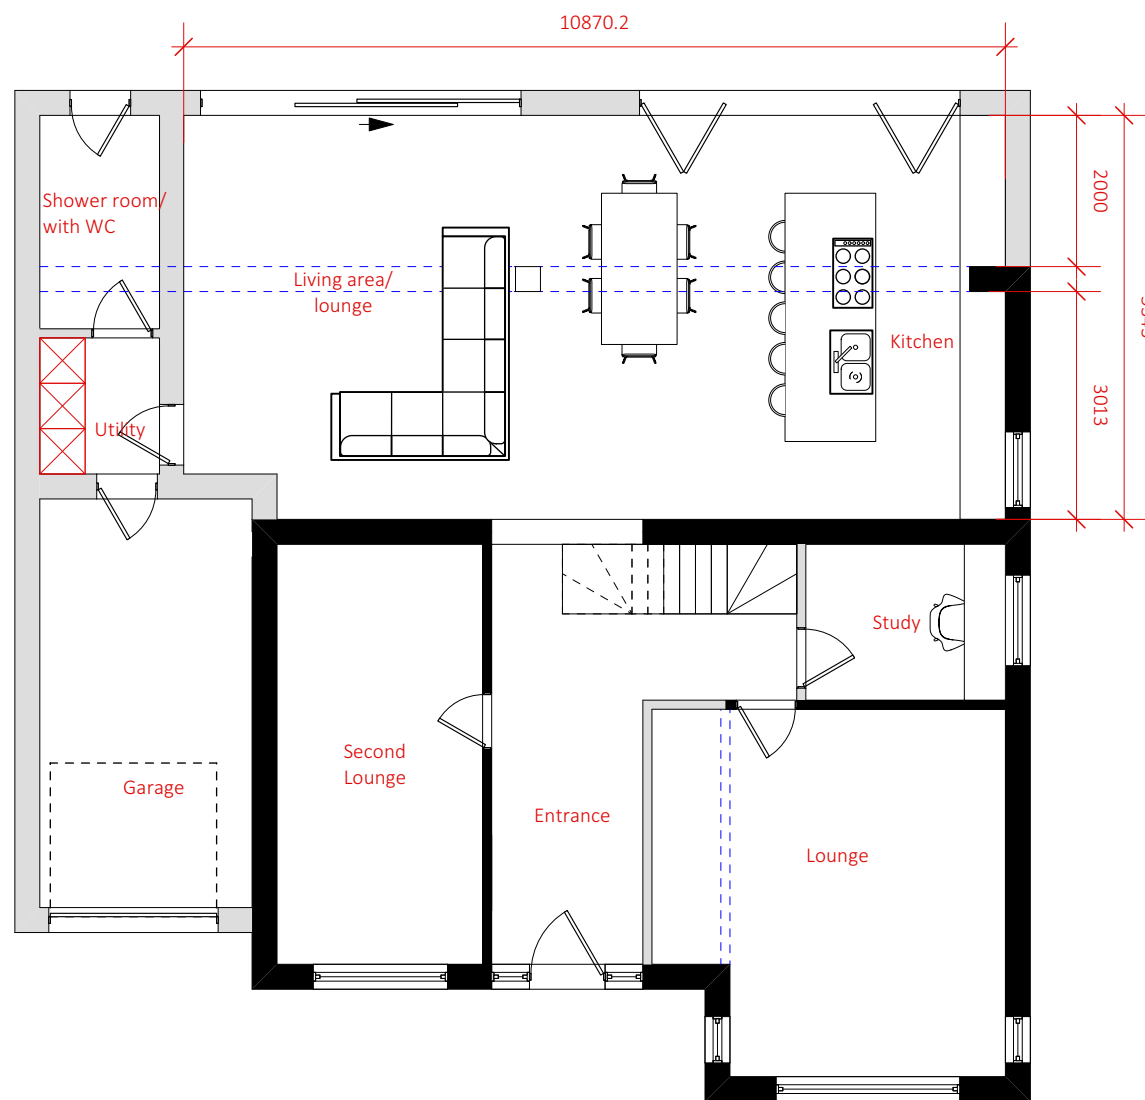 10870.2
2000
Shower room/
with WC
Living area/
lounge
Kitchen
3013
Utility
Study
Second
Lounge
Garage
Entrance
Lounge